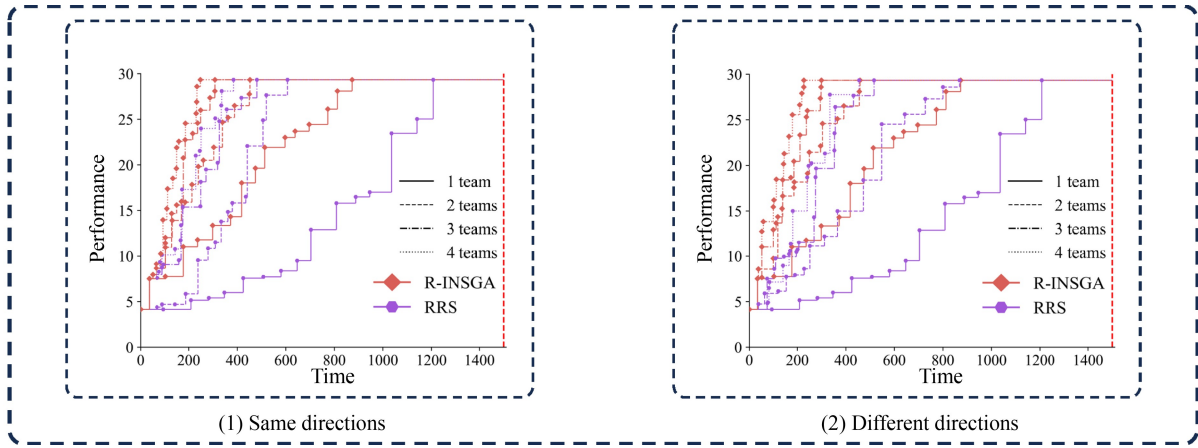 30
25
20
15
10
5
0
Performance
0 200 400 600 800 1000 1200 1400
Time
1 team
2 teams
3 teams
4 teams
R-INSGA
RRS
(1) Same directions
30
25
20
15
10
5
0
Performance
0 200 400 600 800 1000 1200 1400
Time
1 team
2 teams
3 teams
4 teams
R-INSGA
RRS
(2) Different directions